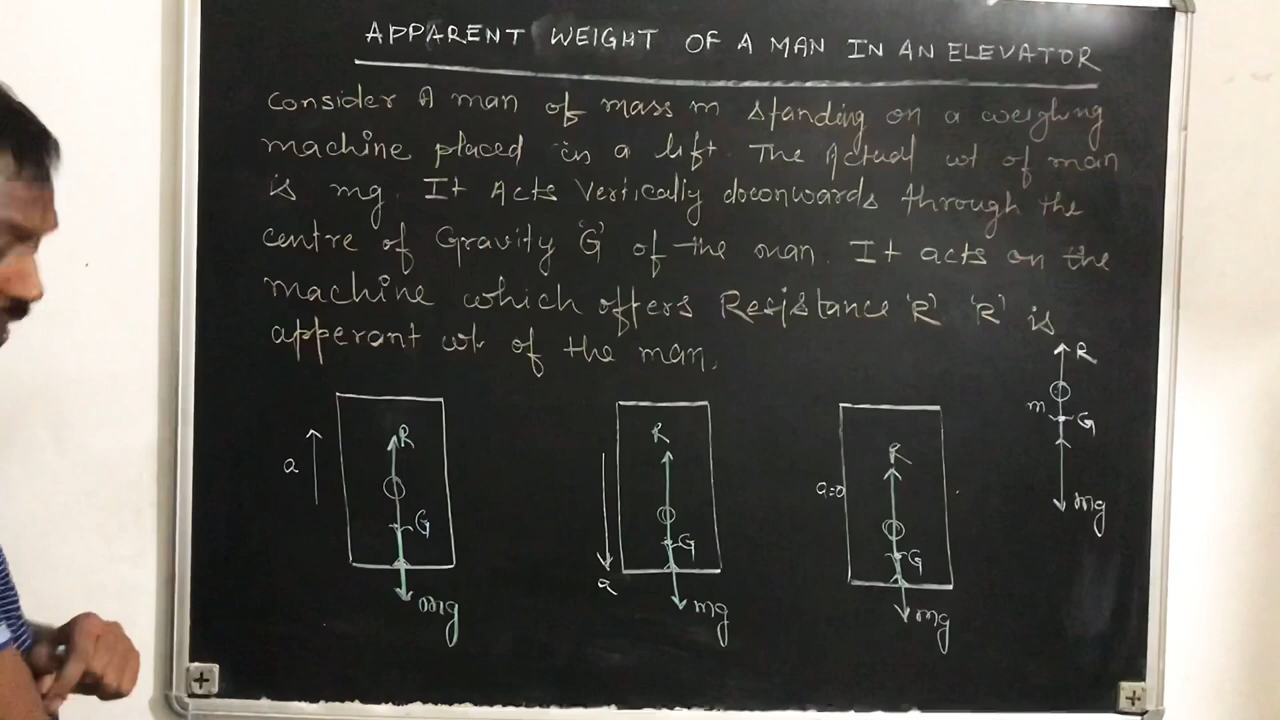 APPARENT WEIGHT OF A MAN IN AN ELEVATOR
Consider A man of mass m standing on a weighing
machine placed in a lift. The Actual wt of man
is mg. It Acts Vertically downwards through the
centre of Gravity 'G' of the man. It acts on the
machine which offers Resistance 'R' 'R' is
apperant wt of the man.
R
m
G
mg
a
R
G
mg
R
G
a
mg
a=0
R
G
mg